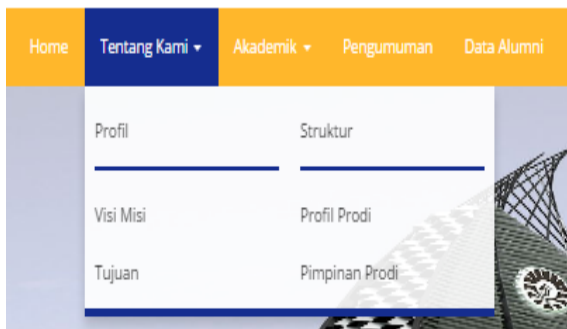 Home Tentang Kami Akademik Pengumuman Data Alumni
Profil Struktur
Visi Misi Profil Prodi
Tujuan Pimpinan Prodi